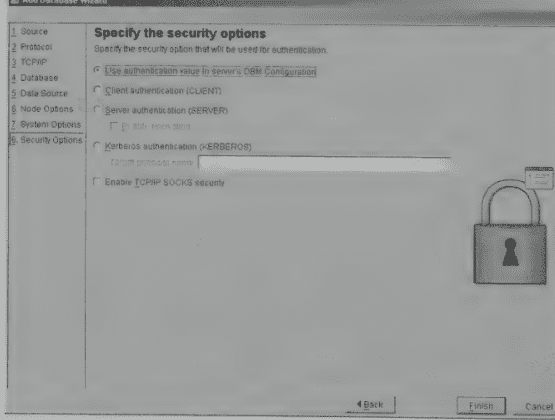 Add Database Wizard
Specify the security options
Specify the security option that will be used for authentication.
1. Source
2. Protocol
3. TCP/IP
4. Database
5. Data Source
6. Node Options
7. System Options
8. Security Options
Use authentication value in server's DBM Configuration
Client authentication (CLIENT)
Server authentication (SERVER)
Kerberos authentication (KERBEROS)
Target principal name
Enable TCP/IP SOCKS security
Back
Finish
Cancel